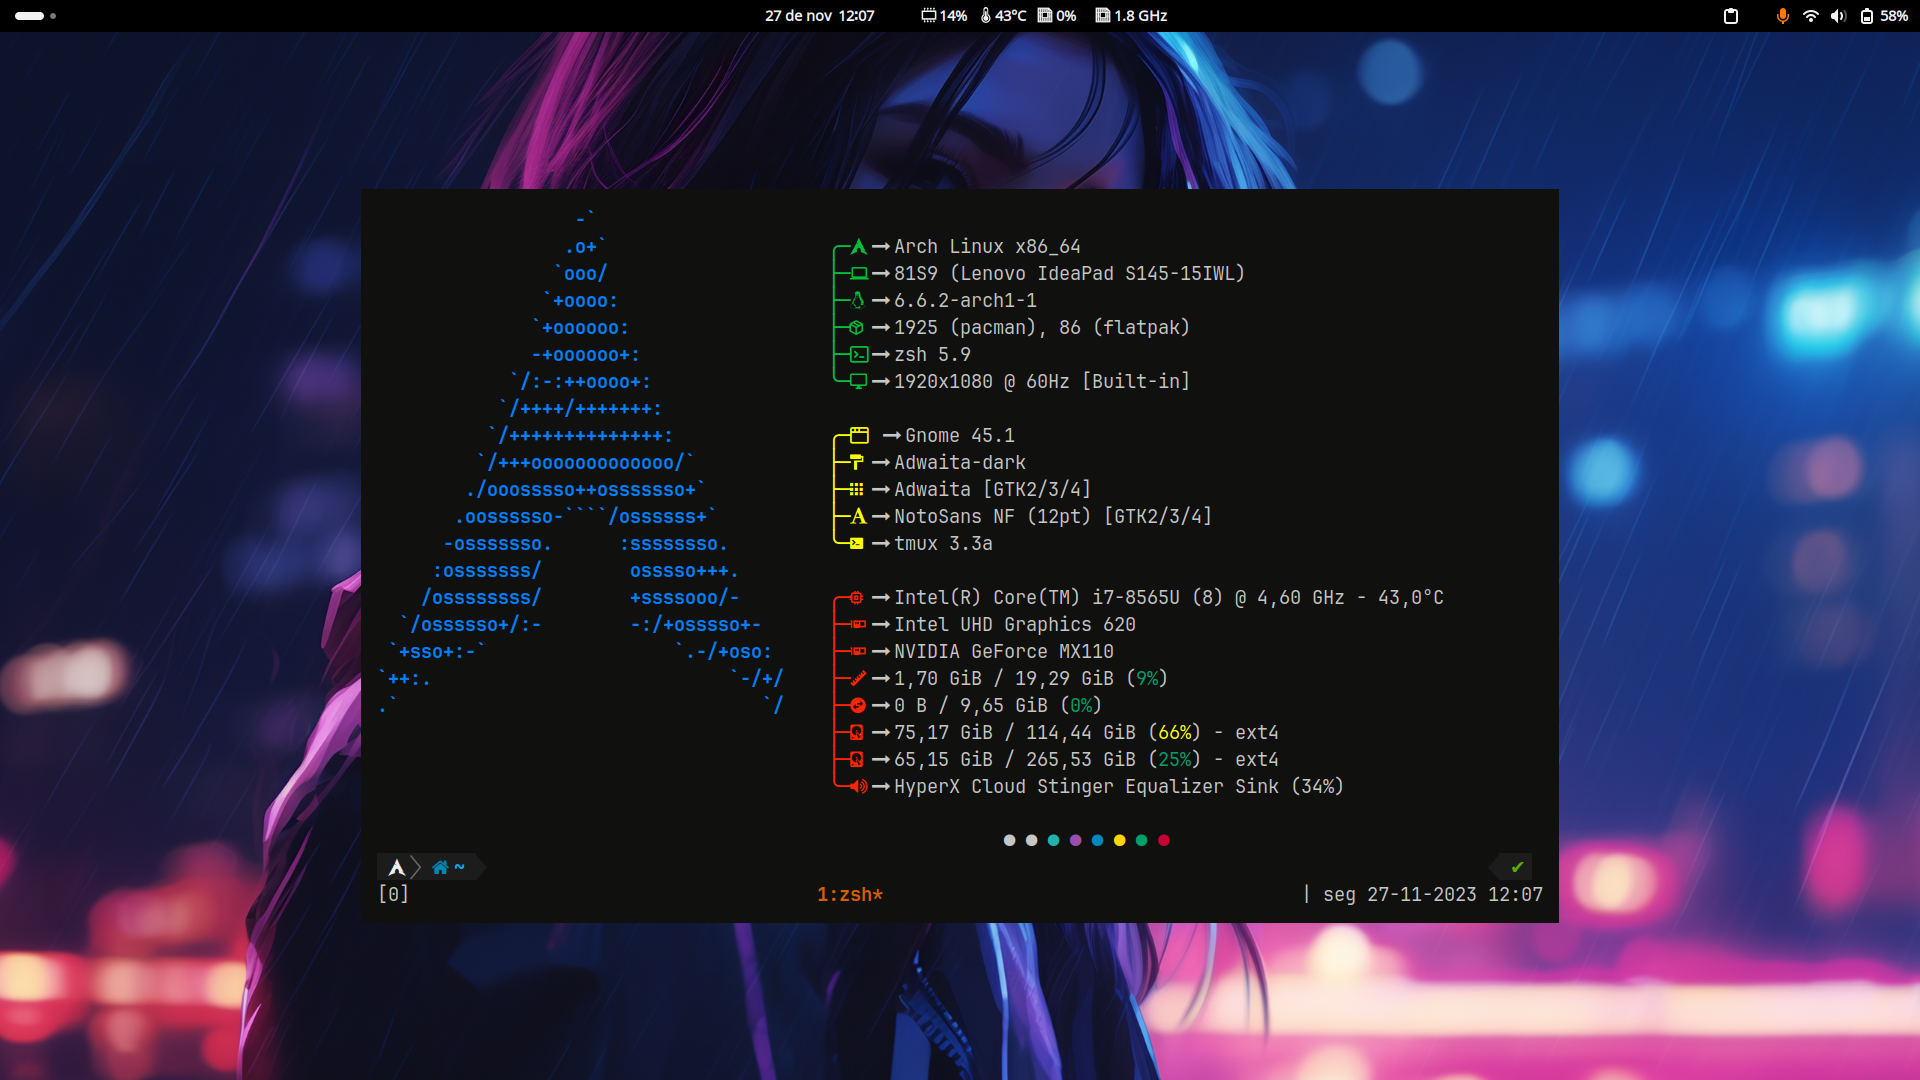 27 de nov 12:07 14% 43°C 0% 1.8 GHz 58%
-`
.o+`
`ooo/
`+oooo:
`+oooooo:
-+oooooo+:
`/:-:++oooo+:
`/++++/+++++++:
`/++++++++++++++:
`/+++ooooooooooooo/`
./ooosssso++osssssso+`
.oossssso-````/ossssss+`
-osssssso. :ssssssso.
:osssssss/ osssso+++.
/ossssssss/ +ssssooo/-
`/ossssso+/:- -:/+osssso+-
`+sso+:-` `.-/+oso:
`++:. `-/+/
.` `/
Arch Linux x86_64
81S9 (Lenovo IdeaPad S145-15IWL)
6.6.2-arch1-1
1925 (pacman), 86 (flatpak)
zsh 5.9
1920x1080 @ 60Hz [Built-in]
Gnome 45.1
Adwaita-dark
Adwaita [GTK2/3/4]
NotoSans NF (12pt) [GTK2/3/4]
tmux 3.3a
Intel(R) Core(TM) i7-8565U (8) @ 4,60 GHz - 43,0°C
Intel UHD Graphics 620
NVIDIA GeForce MX110
1,70 GiB / 19,29 GiB (9%)
0 B / 9,65 GiB (0%)
75,17 GiB / 114,44 GiB (66%) - ext4
65,15 GiB / 265,53 GiB (25%) - ext4
HyperX Cloud Stinger Equalizer Sink (34%)
~ ✔
[0] 1:zsh* | seg 27-11-2023 12:07